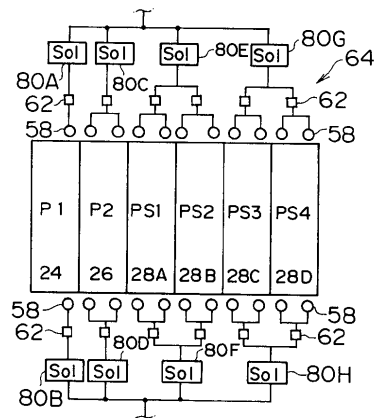 Sol Sol Sol Sol
80A 80C 80E 80G
64
62 62
58 58
P1 P2 PS1 PS2 PS3 PS4
24 26 28A 28B 28C 28D
58 58
62 62
80D 80F
Sol Sol Sol Sol
80B 80H